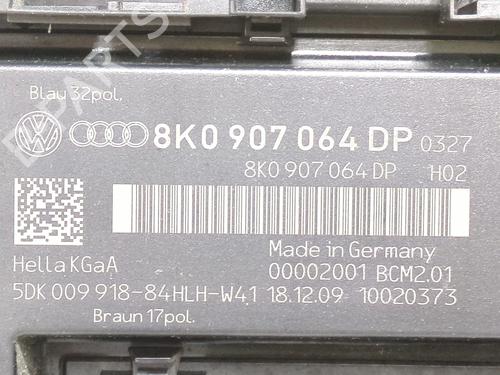 Blau 32pol.
8K0 907 064 DP 0327
8K0 907 064 DP H02
Made in Germany
Hella KGaA
00002001 BCM2.01
5DK 009 918-84HLH-W41 18.12.09 10020373
Braun 17pol.